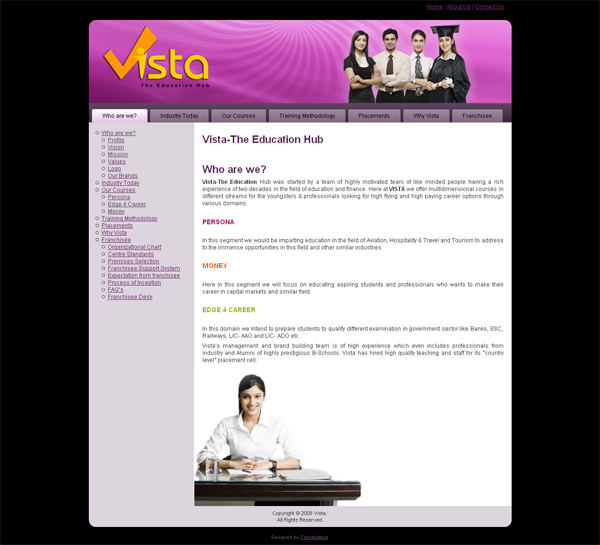 Home | About Us | Contact Us
Vista
The Education Hub
Who are we?
Industry Today
Our Courses
Training Methodology
Placements
Why Vista
Franchisee
Who are we?
Profile
Vision
Mission
Values
Logo
Our Brands
Industry Today
Our Courses
Persona
Edge 4 Career
Money
Training Methodology
Placements
Why Vista
Franchisee
Organizational Chart
Centre Standards
Premises Selection
Franchisee Support System
Expectation from franchisee
Process of Inception
FAQ's
Franchisee Desk
Vista-The Education Hub
Who are we?
Vista-The Education Hub was started by a team of highly motivated team of like minded people having a rich
experience of two decades in the field of education and finance. Here at VISTA we offer multidimensional courses in
different streams for the youngsters & professionals looking for high flying and high paying career options through
various domains.
PERSONA
In this segment we would be imparting education in the field of Aviation, Hospitality & Travel and Tourism to address
to the immense opportunities in this field and other similar industries.
MONEY
Here in this segment we will focus on educating aspiring students and professionals who wants to make their
career in capital markets and similar field.
EDGE 4 CAREER
In this domain we intend to prepare students to qualify different examination in government sector like Banks, SSC,
Railways, LIC- AAO and LIC- ADO etc.
Vista's management and brand building team is of high experience which even includes professionals from
industry and Alumni of highly prestigious B-Schools. Vista has hired high quality teaching and staff for its "country
level" placement cell.
Copyright © 2008 Vista.
All Rights Reserved.
Designed by